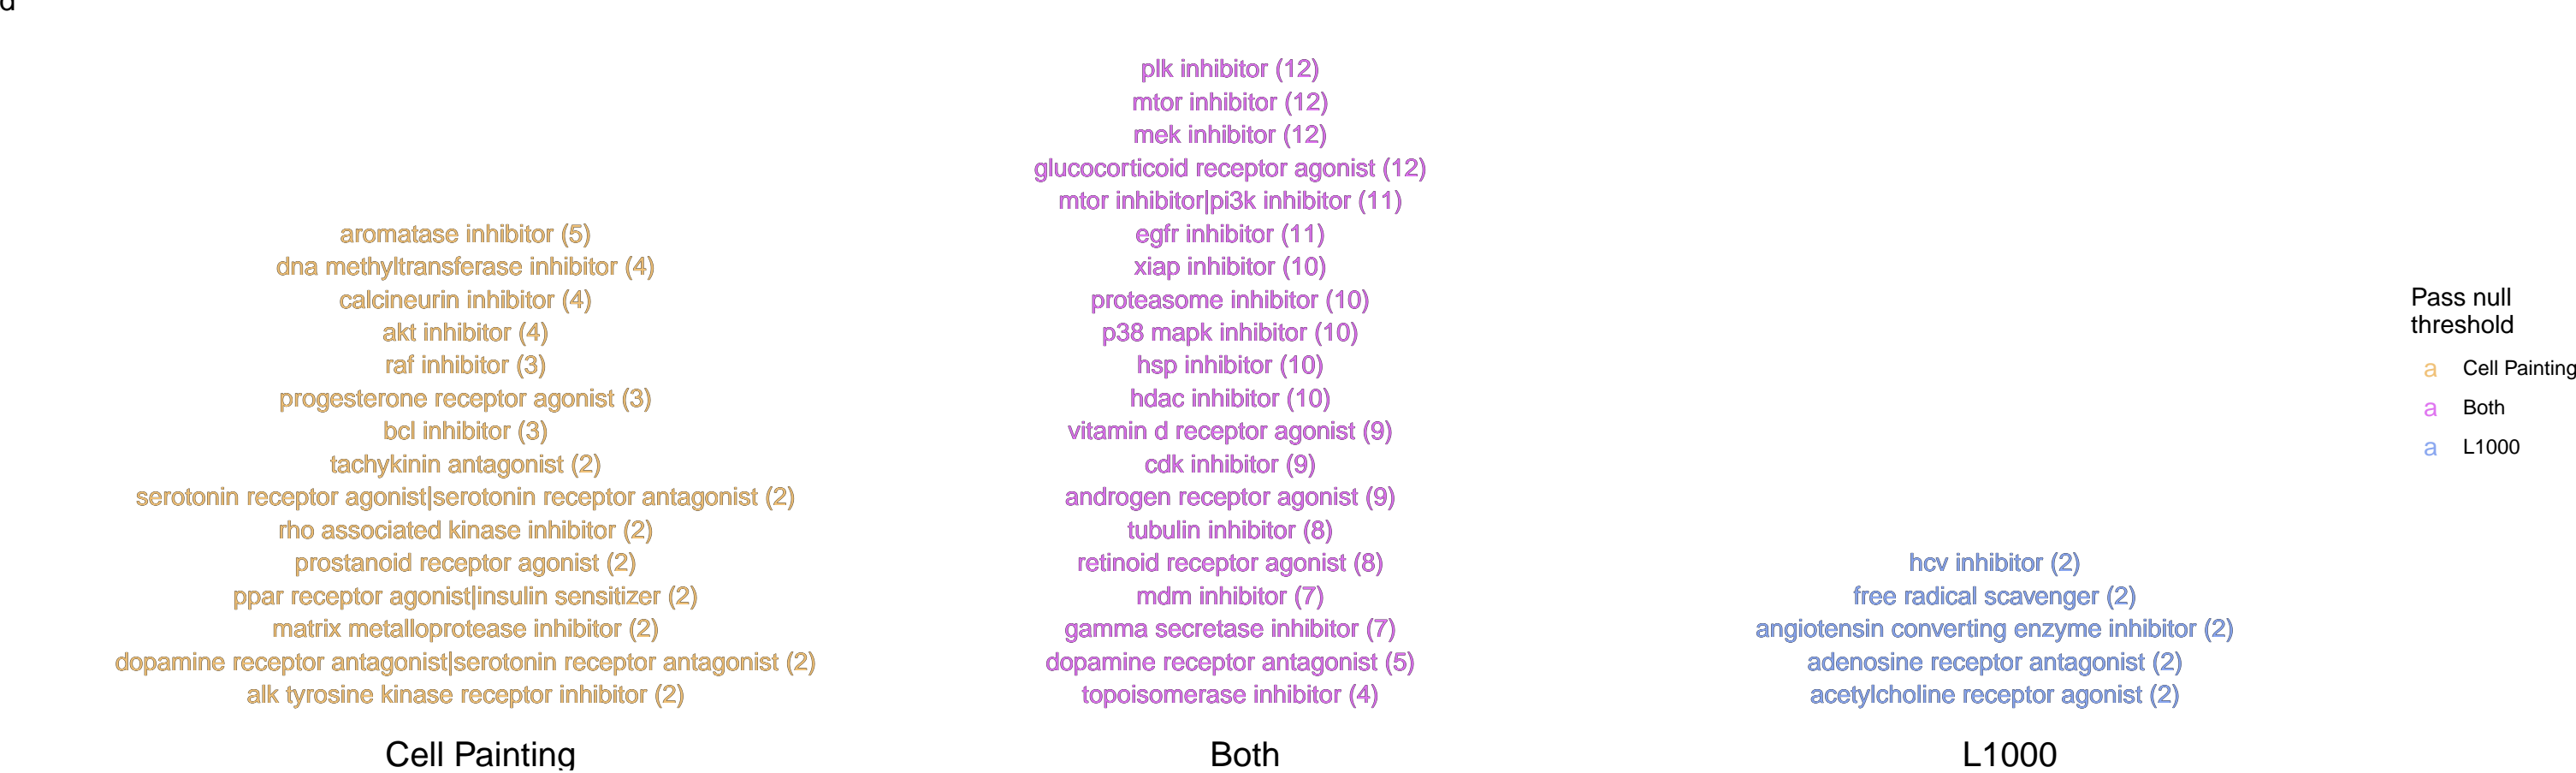 d
plk inhibitor (12)
mtor inhibitor (12)
mek inhibitor (12)
glucocorticoid receptor agonist (12)
mtor inhibitor|pi3k inhibitor (11)
egfr inhibitor (11)
xiap inhibitor (10)
proteasome inhibitor (10)
p38 mapk inhibitor (10)
hsp inhibitor (10)
hdac inhibitor (10)
vitamin d receptor agonist (9)
cdk inhibitor (9)
androgen receptor agonist (9)
tubulin inhibitor (8)
retinoid receptor agonist (8)
mdm inhibitor (7)
gamma secretase inhibitor (7)
dopamine receptor antagonist (5)
topoisomerase inhibitor (4)
Both
aromatase inhibitor (5)
dna methyltransferase inhibitor (4)
calcineurin inhibitor (4)
akt inhibitor (4)
raf inhibitor (3)
progesterone receptor agonist (3)
bcl inhibitor (3)
tachykinin antagonist (2)
serotonin receptor agonist|serotonin receptor antagonist (2)
rho associated kinase inhibitor (2)
prostanoid receptor agonist (2)
ppar receptor agonist|insulin sensitizer (2)
matrix metalloprotease inhibitor (2)
dopamine receptor antagonist|serotonin receptor antagonist (2)
alk tyrosine kinase receptor inhibitor (2)
Cell Painting
hcv inhibitor (2)
free radical scavenger (2)
angiotensin converting enzyme inhibitor (2)
adenosine receptor antagonist (2)
acetylcholine receptor agonist (2)
L1000
Pass null
threshold
a Cell Painting
a Both
a L1000